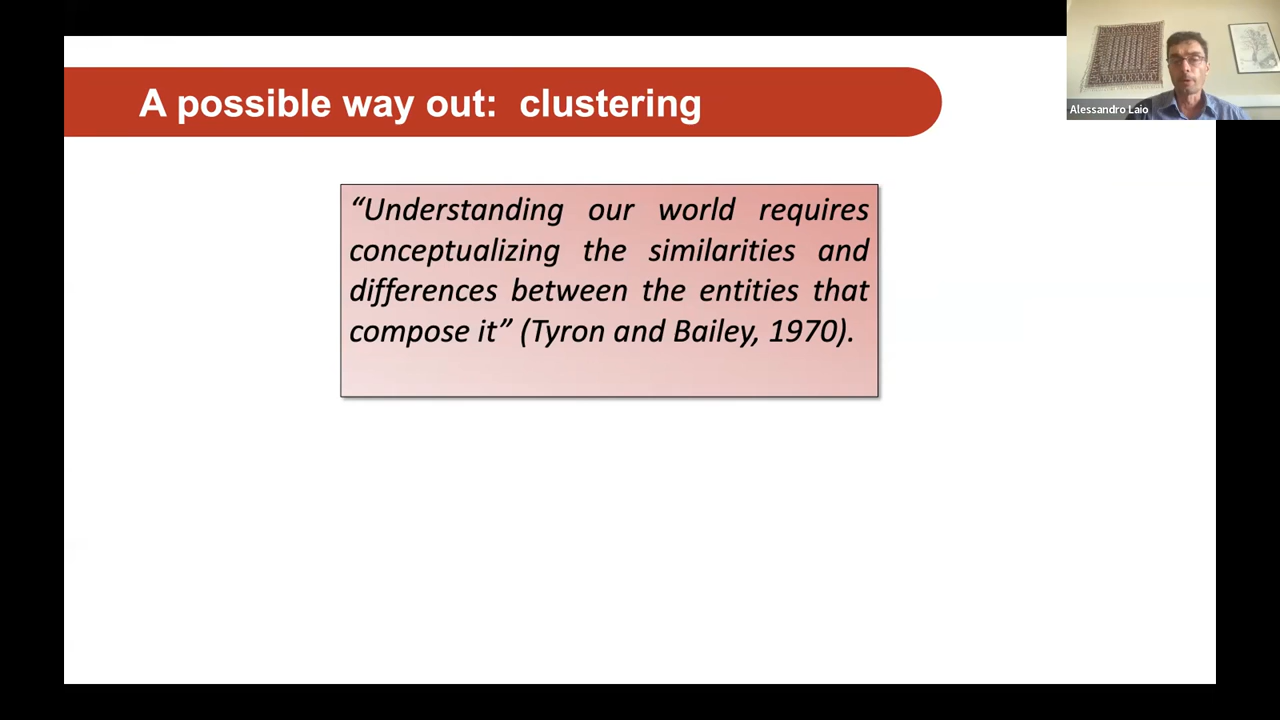 A possible way out: clustering
Alessandro Laio
“Understanding our world requires
conceptualizing the similarities and
differences between the entities that
compose it” (Tyron and Bailey, 1970).